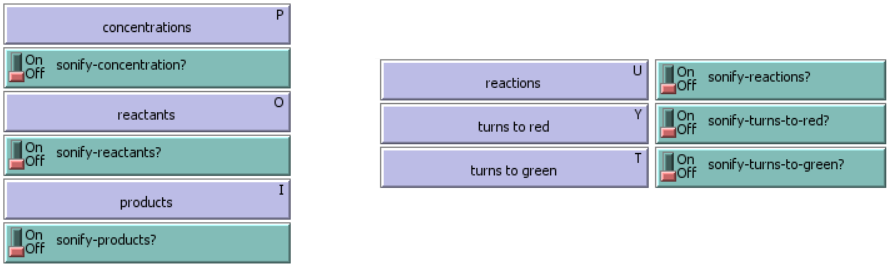 P
concentrations
On
Off
sonify-concentration?
O
reactants
On
Off
sonify-reactants?
I
products
On
Off
sonify-products?
U
reactions
On
Off
sonify-reactions?
Y
turns to red
On
Off
sonify-turns-to-red?
T
turns to green
On
Off
sonify-turns-to-green?